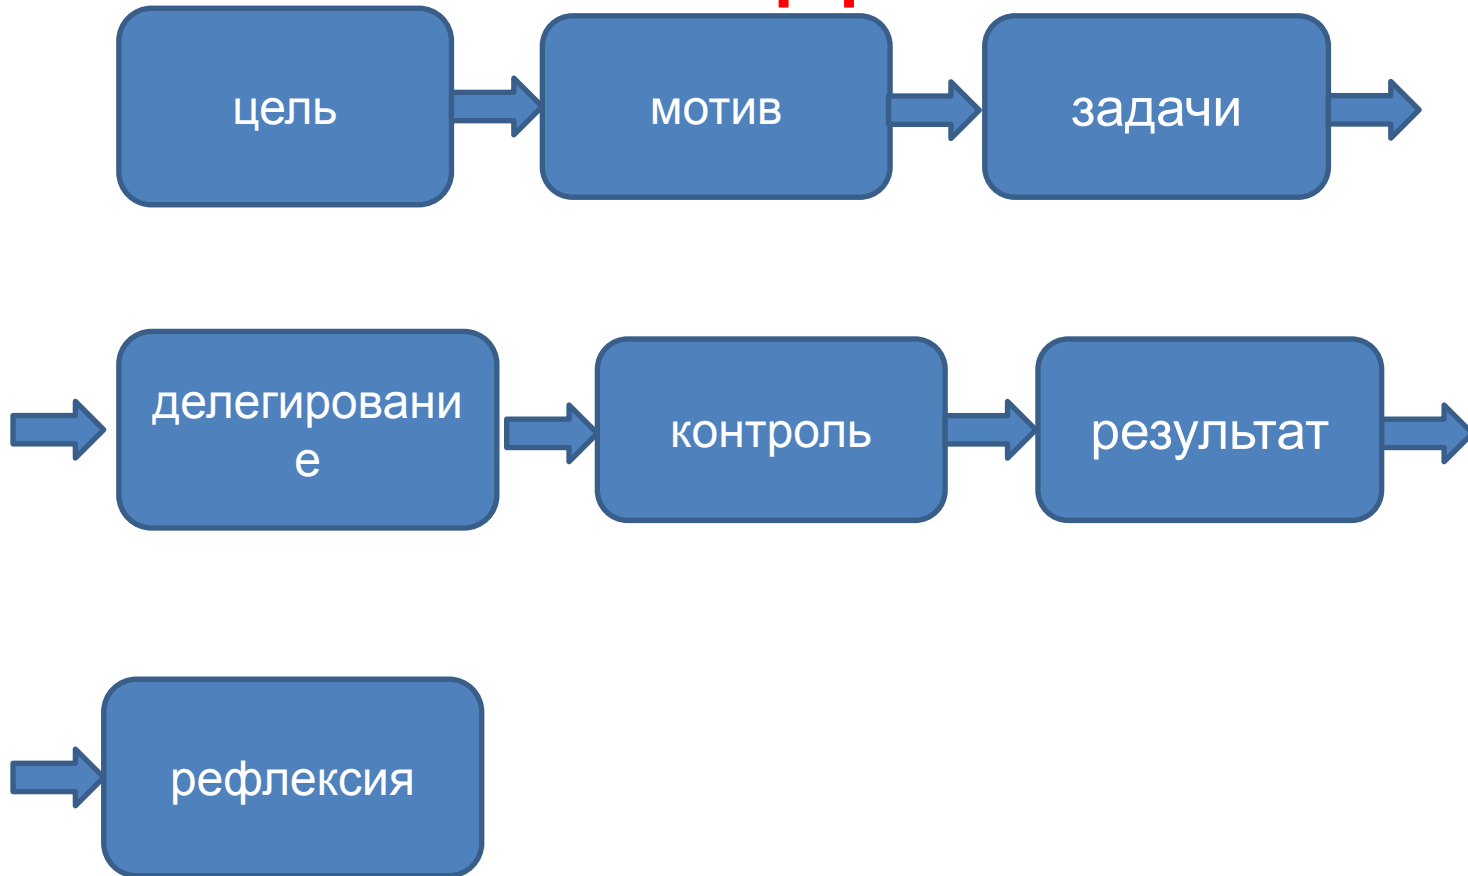 цель
мотив
задачи
делегировани
е
контроль
результат
рефлексия